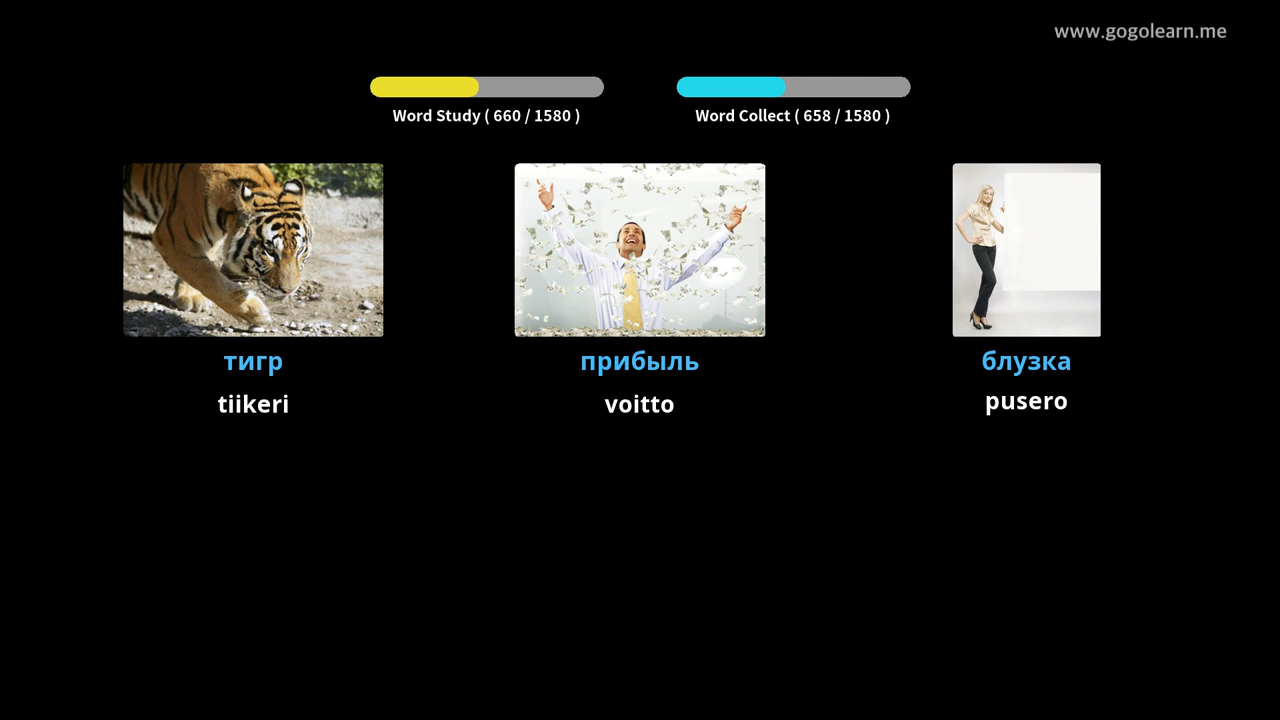 www.gogolearn.me
Word Study ( 660 / 1580 )
Word Collect ( 658 / 1580 )
тигр
прибыль
блузка
tiikeri
voitto
pusero